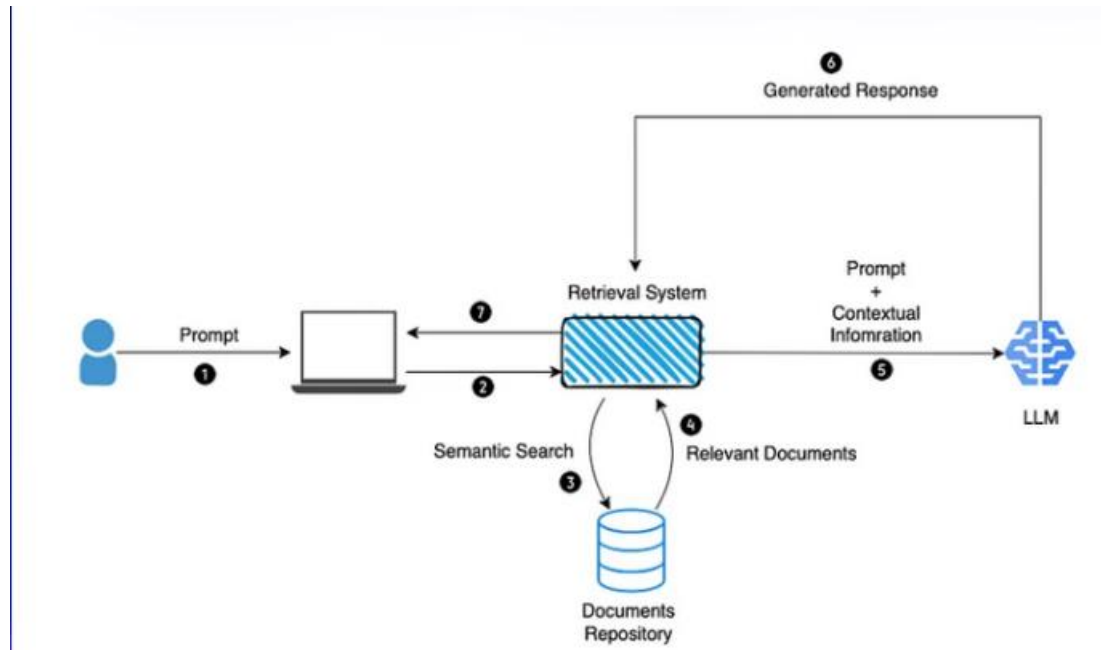 6
Generated Response
Prompt
+
Contextual
Infomration
5
Retrieval System
7
Prompt
1
2
LLM
4
Semantic Search
Relevant Documents
3
Documents
Repository